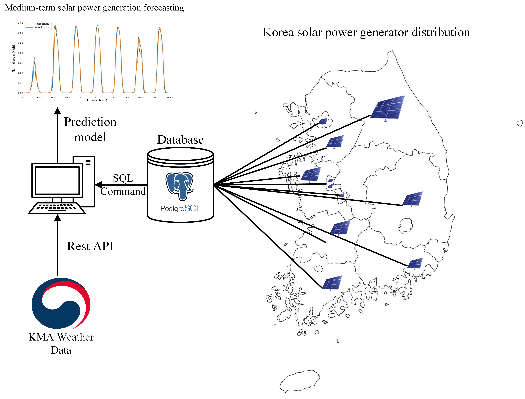 Medium-term solar power generation forecasting
Korea solar power generator distribution
Prediction
model
Database
SQL
Command
PostgreSQL
Rest API
KMA Weather
Data